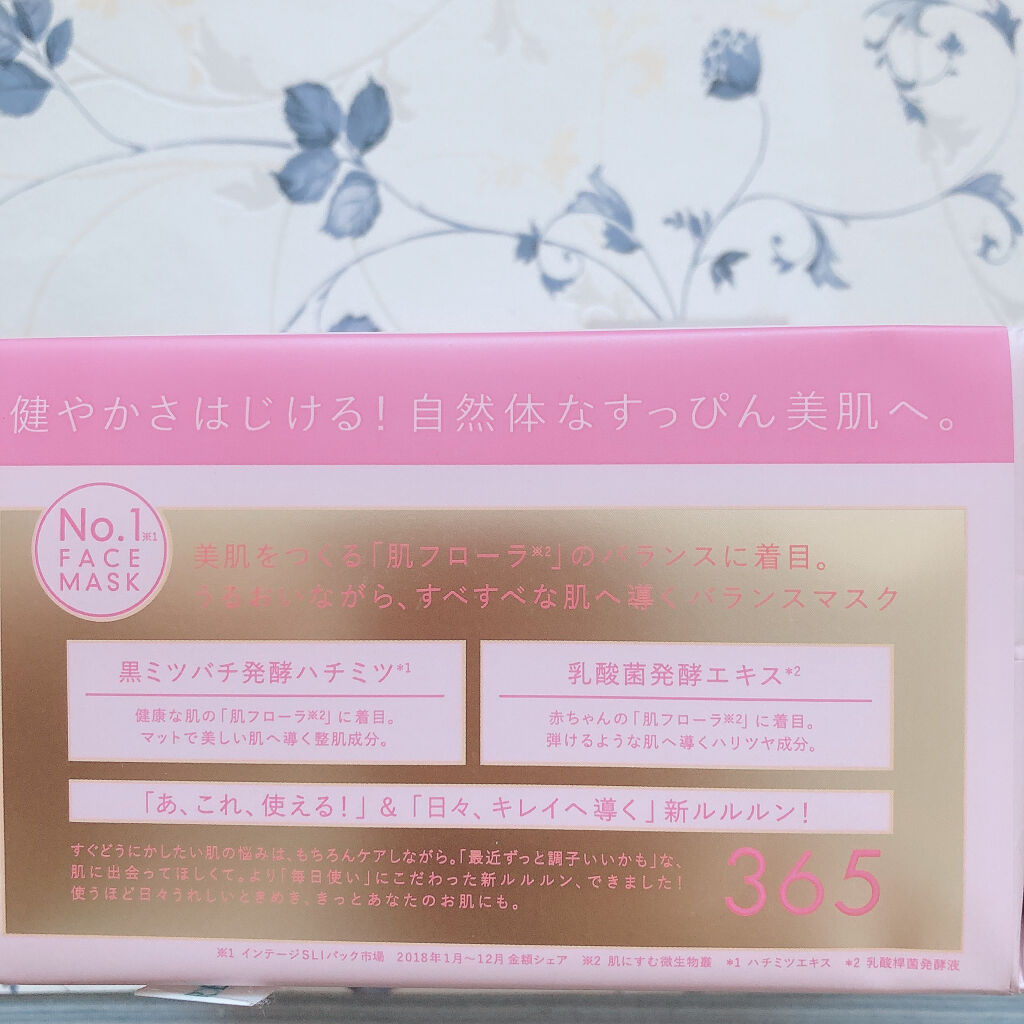 健やかさはじける!自然体なすっぴん美肌へ。
No.1※1
FACE
MASK
美肌をつくる「肌フローラ※2」のバランスに着目。
うるおいながら、すべすべな肌へ導くバランスマスク
黒ミツバチ発酵ハチミツ*1
健康な肌の「肌フローラ※2」に着目。
マットで美しい肌へ導く整肌成分。
乳酸菌発酵エキス*2
赤ちゃんの「肌フローラ※2」に着目。
弾けるような肌へ導くハリツヤ成分。
「あ、これ、使える!」&「日々、キレイへ導く」新ルルルン!
すぐどうにかしたい肌の悩みは、もちろんケアしながら。「最近ずっと調子いいかも」な、
肌に出会ってほしくて。より「毎日使い」にこだわった新ルルルン、できました!
使うほど日々うれしいときめき、きっとあなたのお肌にも。
365
※1 インテージSLIパック市場 2018年1月〜12月金額シェア ※2 肌にすむ微生物叢 *1 ハチミツエキス *2 乳酸桿菌発酵液